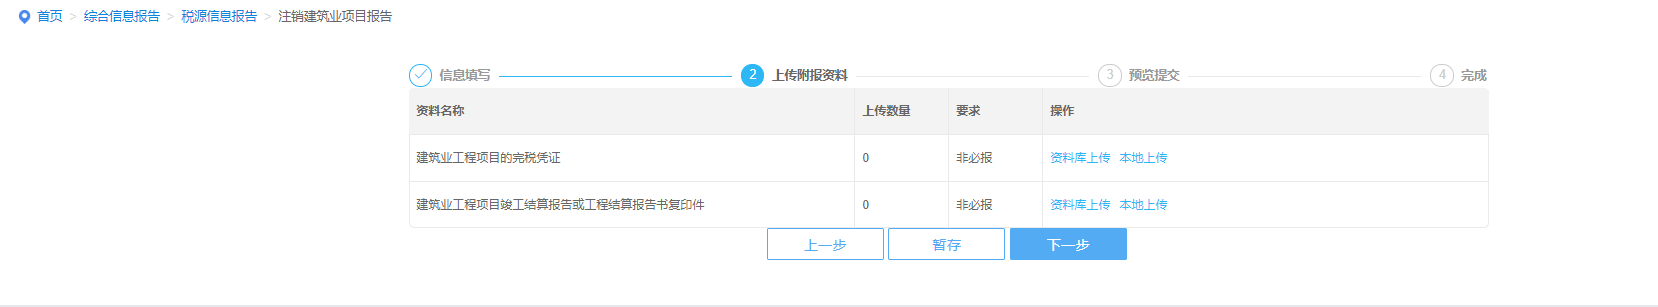 首页 > 综合信息报告 > 税源信息报告 > 注销建筑业项目报告
信息填写 2 上传附报资料 3 预览提交 4 完成
资料名称 上传数量 要求 操作
建筑业工程项目的完税凭证 0 非必报 资料库上传 本地上传
建筑业工程项目竣工结算报告或工程结算报告书复印件 0 非必报 资料库上传 本地上传
上一步 暂存 下一步